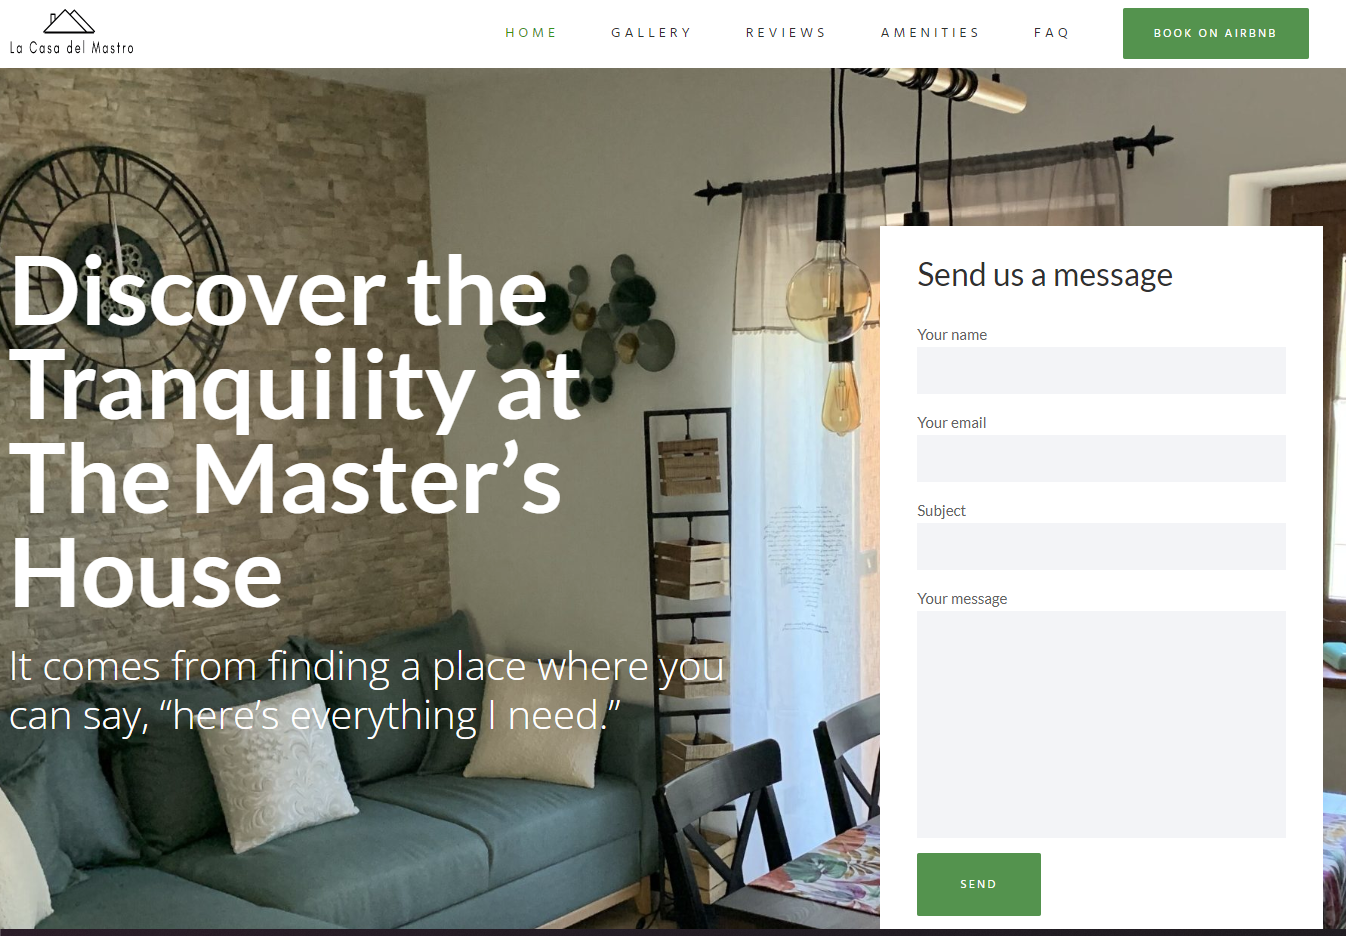 La Casa del Mastro
HOME
GALLERY
REVIEWS
AMENITIES
FAQ
BOOK ON AIRBNB
Discover the
Tranquility at
The Master’s
House
It comes from finding a place where you
can say, “here’s everything I need.”
Send us a message
Your name
Your email
Subject
Your message
SEND